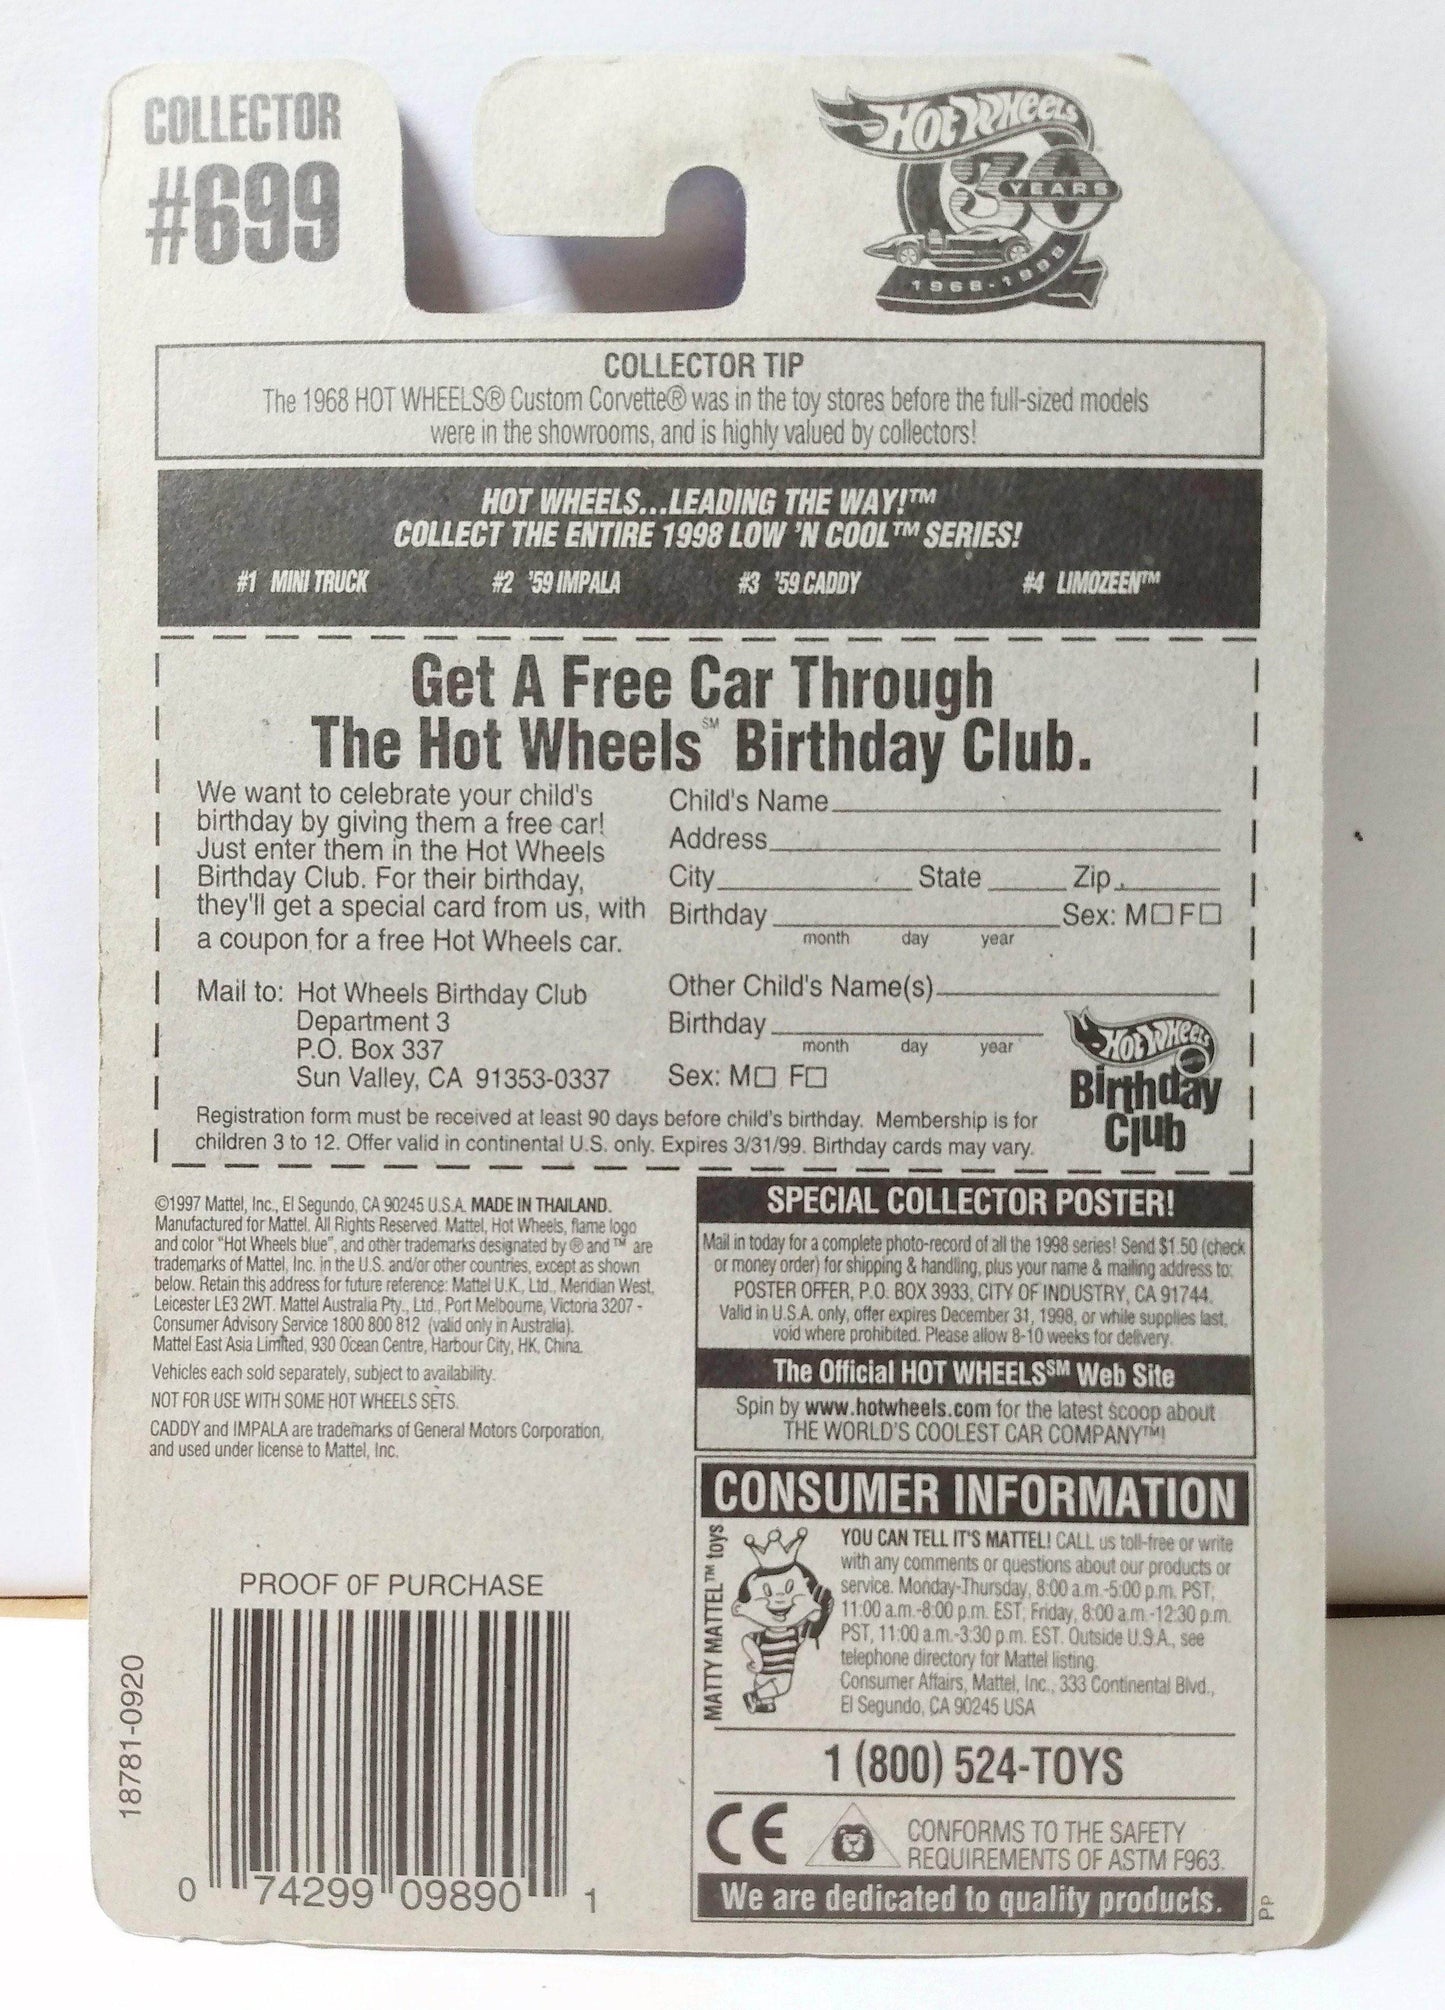 COLLECTOR
#699
Hot Wheels
30
YEARS
1968-1998
COLLECTOR TIP
The 1968 HOT WHEELS® Custom Corvette® was in the toy stores before the full-sized models
were in the showrooms, and is highly valued by collectors!
HOT WHEELS...LEADING THE WAY!™
COLLECT THE ENTIRE 1998 LOW 'N COOL™ SERIES!
#1 MINI TRUCK #2 '59 IMPALA #3 '59 CADDY #4 LIMOZEEN™
Get A Free Car Through
The Hot Wheels℠ Birthday Club.
We want to celebrate your child's
birthday by giving them a free car!
Just enter them in the Hot Wheels
Birthday Club. For their birthday,
they'll get a special card from us, with
a coupon for a free Hot Wheels car.
Mail to: Hot Wheels Birthday Club
Department 3
P.O. Box 337
Sun Valley, CA 91353-0337
Child's Name
Address
City State Zip
Birthday Sex: M☐ F☐
month day year
Other Child's Name(s)
Birthday
month day year
Sex: M☐ F☐
Hot Wheels
Birthday
Club
Registration form must be received at least 90 days before child's birthday. Membership is for
children 3 to 12. Offer valid in continental U.S. only. Expires 3/31/99. Birthday cards may vary.
©1997 Mattel, Inc., El Segundo, CA 90245 U.S.A. MADE IN THAILAND.
Manufactured for Mattel. All Rights Reserved. Mattel, Hot Wheels, flame logo
and color "Hot Wheels blue", and other trademarks designated by ® and ™ are
trademarks of Mattel, Inc. in the U.S. and/or other countries, except as shown
below. Retain this address for future reference: Mattel U.K., Ltd., Meridian West,
Leicester LE3 2WT. Mattel Australia Pty., Ltd., Port Melbourne, Victoria 3207 -
Consumer Advisory Service 1800 800 812 (valid only in Australia).
Mattel East Asia Limited, 930 Ocean Centre, Harbour City, HK, China.
Vehicles each sold separately, subject to availability.
NOT FOR USE WITH SOME HOT WHEELS SETS.
CADDY and IMPALA are trademarks of General Motors Corporation,
and used under license to Mattel, Inc.
SPECIAL COLLECTOR POSTER!
Mail in today for a complete photo-record of all the 1998 series! Send $1.50 (check
or money order) for shipping & handling, plus your name & mailing address to:
POSTER OFFER, P.O. BOX 3933, CITY OF INDUSTRY, CA 91744.
Valid in U.S.A. only, offer expires December 31, 1998, or while supplies last,
void where prohibited. Please allow 8-10 weeks for delivery.
The Official HOT WHEELS℠ Web Site
Spin by www.hotwheels.com for the latest scoop about
THE WORLD'S COOLEST CAR COMPANY™!
CONSUMER INFORMATION
MATTY MATTEL™ toys
YOU CAN TELL IT'S MATTEL! CALL us toll-free or write
with any comments or questions about our products or
service. Monday-Thursday, 8:00 a.m.-5:00 p.m. PST,
11:00 a.m.-8:00 p.m. EST, Friday, 8:00 a.m.-12:30 p.m.
PST, 11:00 a.m.-3:30 p.m. EST. Outside U.S.A., see
telephone directory for Mattel listing.
Consumer Affairs, Mattel, Inc., 333 Continental Blvd.,
El Segundo, CA 90245 USA
1 (800) 524-TOYS
CE
CONFORMS TO THE SAFETY
REQUIREMENTS OF ASTM F963.
We are dedicated to quality products.
PP
PROOF OF PURCHASE
18781-0920
0 74299 09890 1